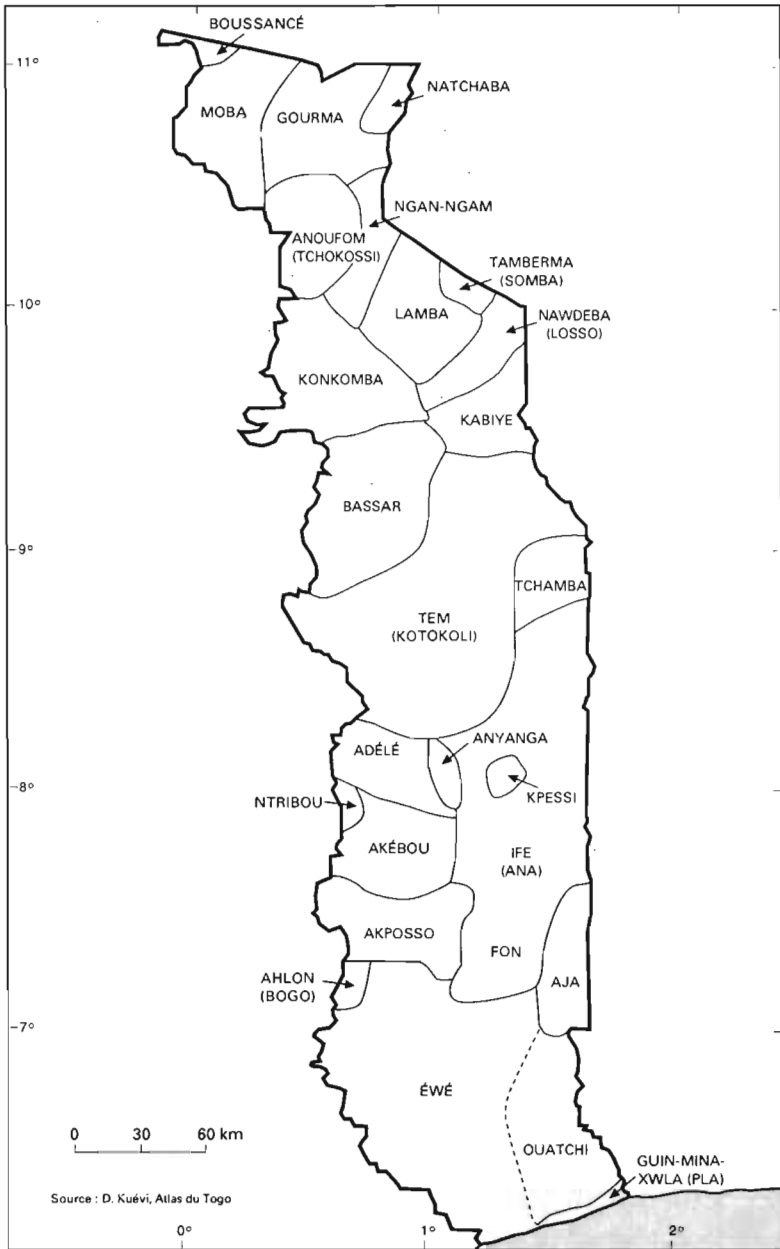 BOUSSANCÉ
11°
NATCHABA
MOBA
GOURMA
NGAN-NGAM
ANOUFOM
(TCHOKOSSI)
TAMBERMA
(SOMBA)
10°
LAMBA
NAWDEBA
(LOSSO)
KONKOMBA
KABIYE
BASSAR
9°
TCHAMBA
TEM
(KOTOKOLI)
ADÉLÉ
ANYANGA
8°
NTRIBOU
KPESSI
AKÉBOU
IFE
(ANA)
AKPOSSO
FON
AHLON
(BOGO)
AJA
7°
ÉWÉ
0 30 60 km
OUATCHI
GUIN-MINA-
XWLA (PLA)
Source : D. Kuévi, Atlas du Togo
0° 1° 2°